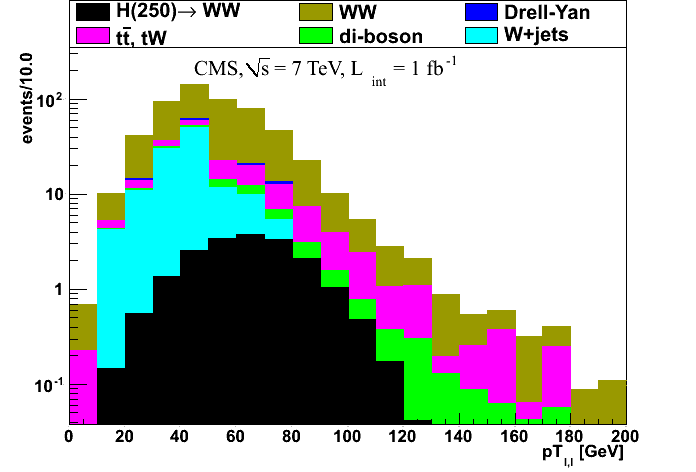 H(250)→ WW WW Drell-Yan
tt̄, tW di-boson W+jets
CMS, √s = 7 TeV, L int = 1 fb⁻¹
events/10.0
10²
10
1
10⁻¹
0 20 40 60 80 100 120 140 160 180 200
pT l,l [GeV]